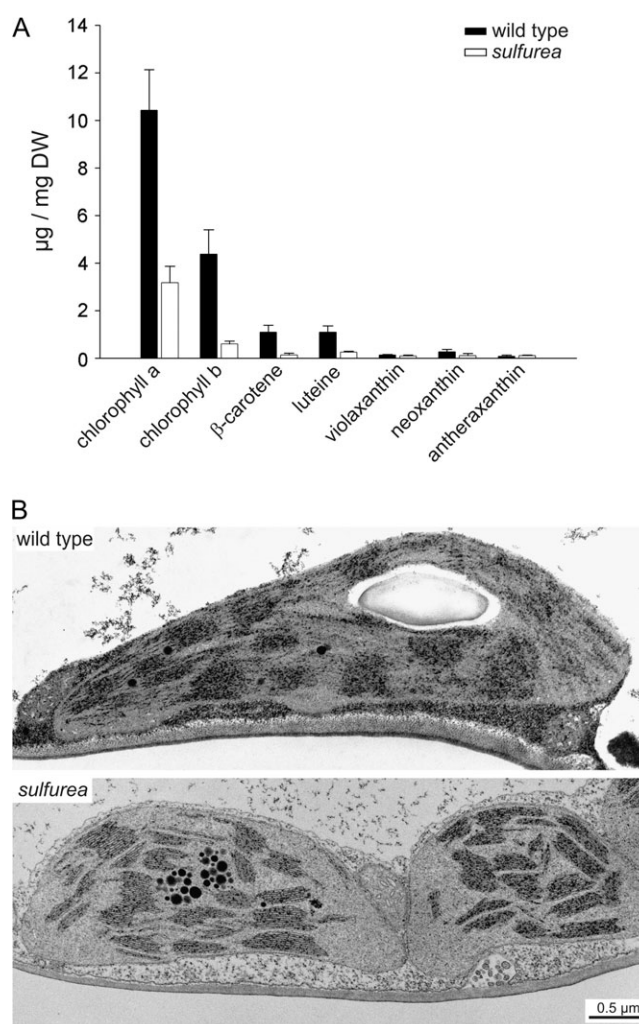 A
wild type
sulfurea
14
12
10
8
6
4
2
0
µg / mg DW
chlorophyll a
chlorophyll b
β-carotene
luteine
violaxanthin
neoxanthin
antheraxanthin
B
wild type
sulfurea
0.5 µm